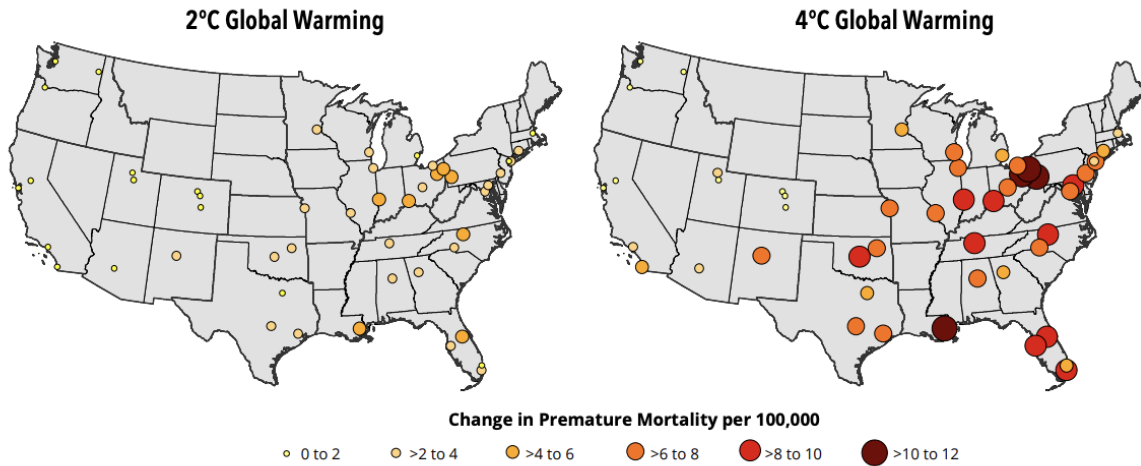 2°C Global Warming
4°C Global Warming
Change in Premature Mortality per 100,000
0 to 2
>2 to 4
>4 to 6
>6 to 8
>8 to 10
>10 to 12